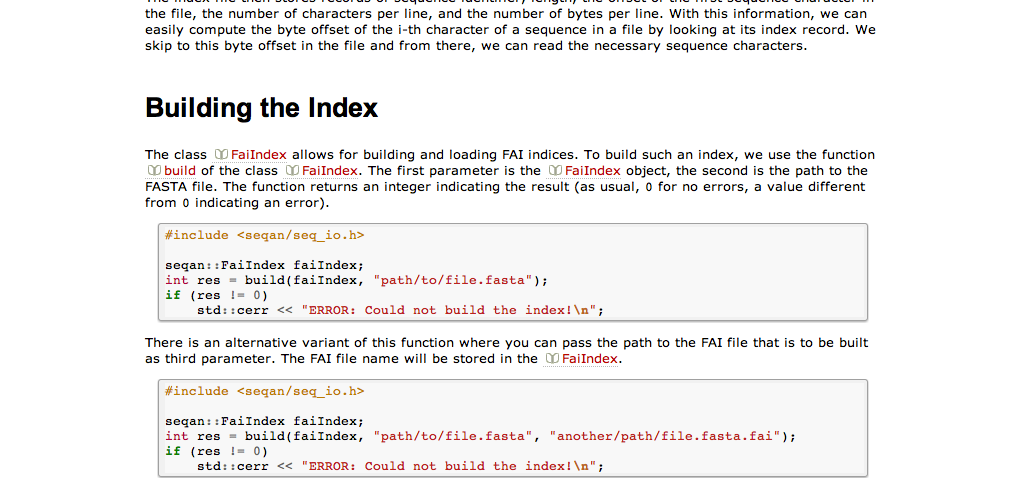 the file, the number of characters per line, and the number of bytes per line. With this information, we can
easily compute the byte offset of the i-th character of a sequence in a file by looking at its index record. We
skip to this byte offset in the file and from there, we can read the necessary sequence characters.
Building the Index
The class FaiIndex allows for building and loading FAI indices. To build such an index, we use the function
build of the class FaiIndex. The first parameter is the FaiIndex object, the second is the path to the
FASTA file. The function returns an integer indicating the result (as usual, 0 for no errors, a value different
from 0 indicating an error).
#include <seqan/seq_io.h>
seqan::FaiIndex faiIndex;
int res = build(faiIndex, "path/to/file.fasta");
if (res != 0)
std::cerr << "ERROR: Could not build the index!\n";
There is an alternative variant of this function where you can pass the path to the FAI file that is to be built
as third parameter. The FAI file name will be stored in the FaiIndex.
#include <seqan/seq_io.h>
seqan::FaiIndex faiIndex;
int res = build(faiIndex, "path/to/file.fasta", "another/path/file.fasta.fai");
if (res != 0)
std::cerr << "ERROR: Could not build the index!\n";